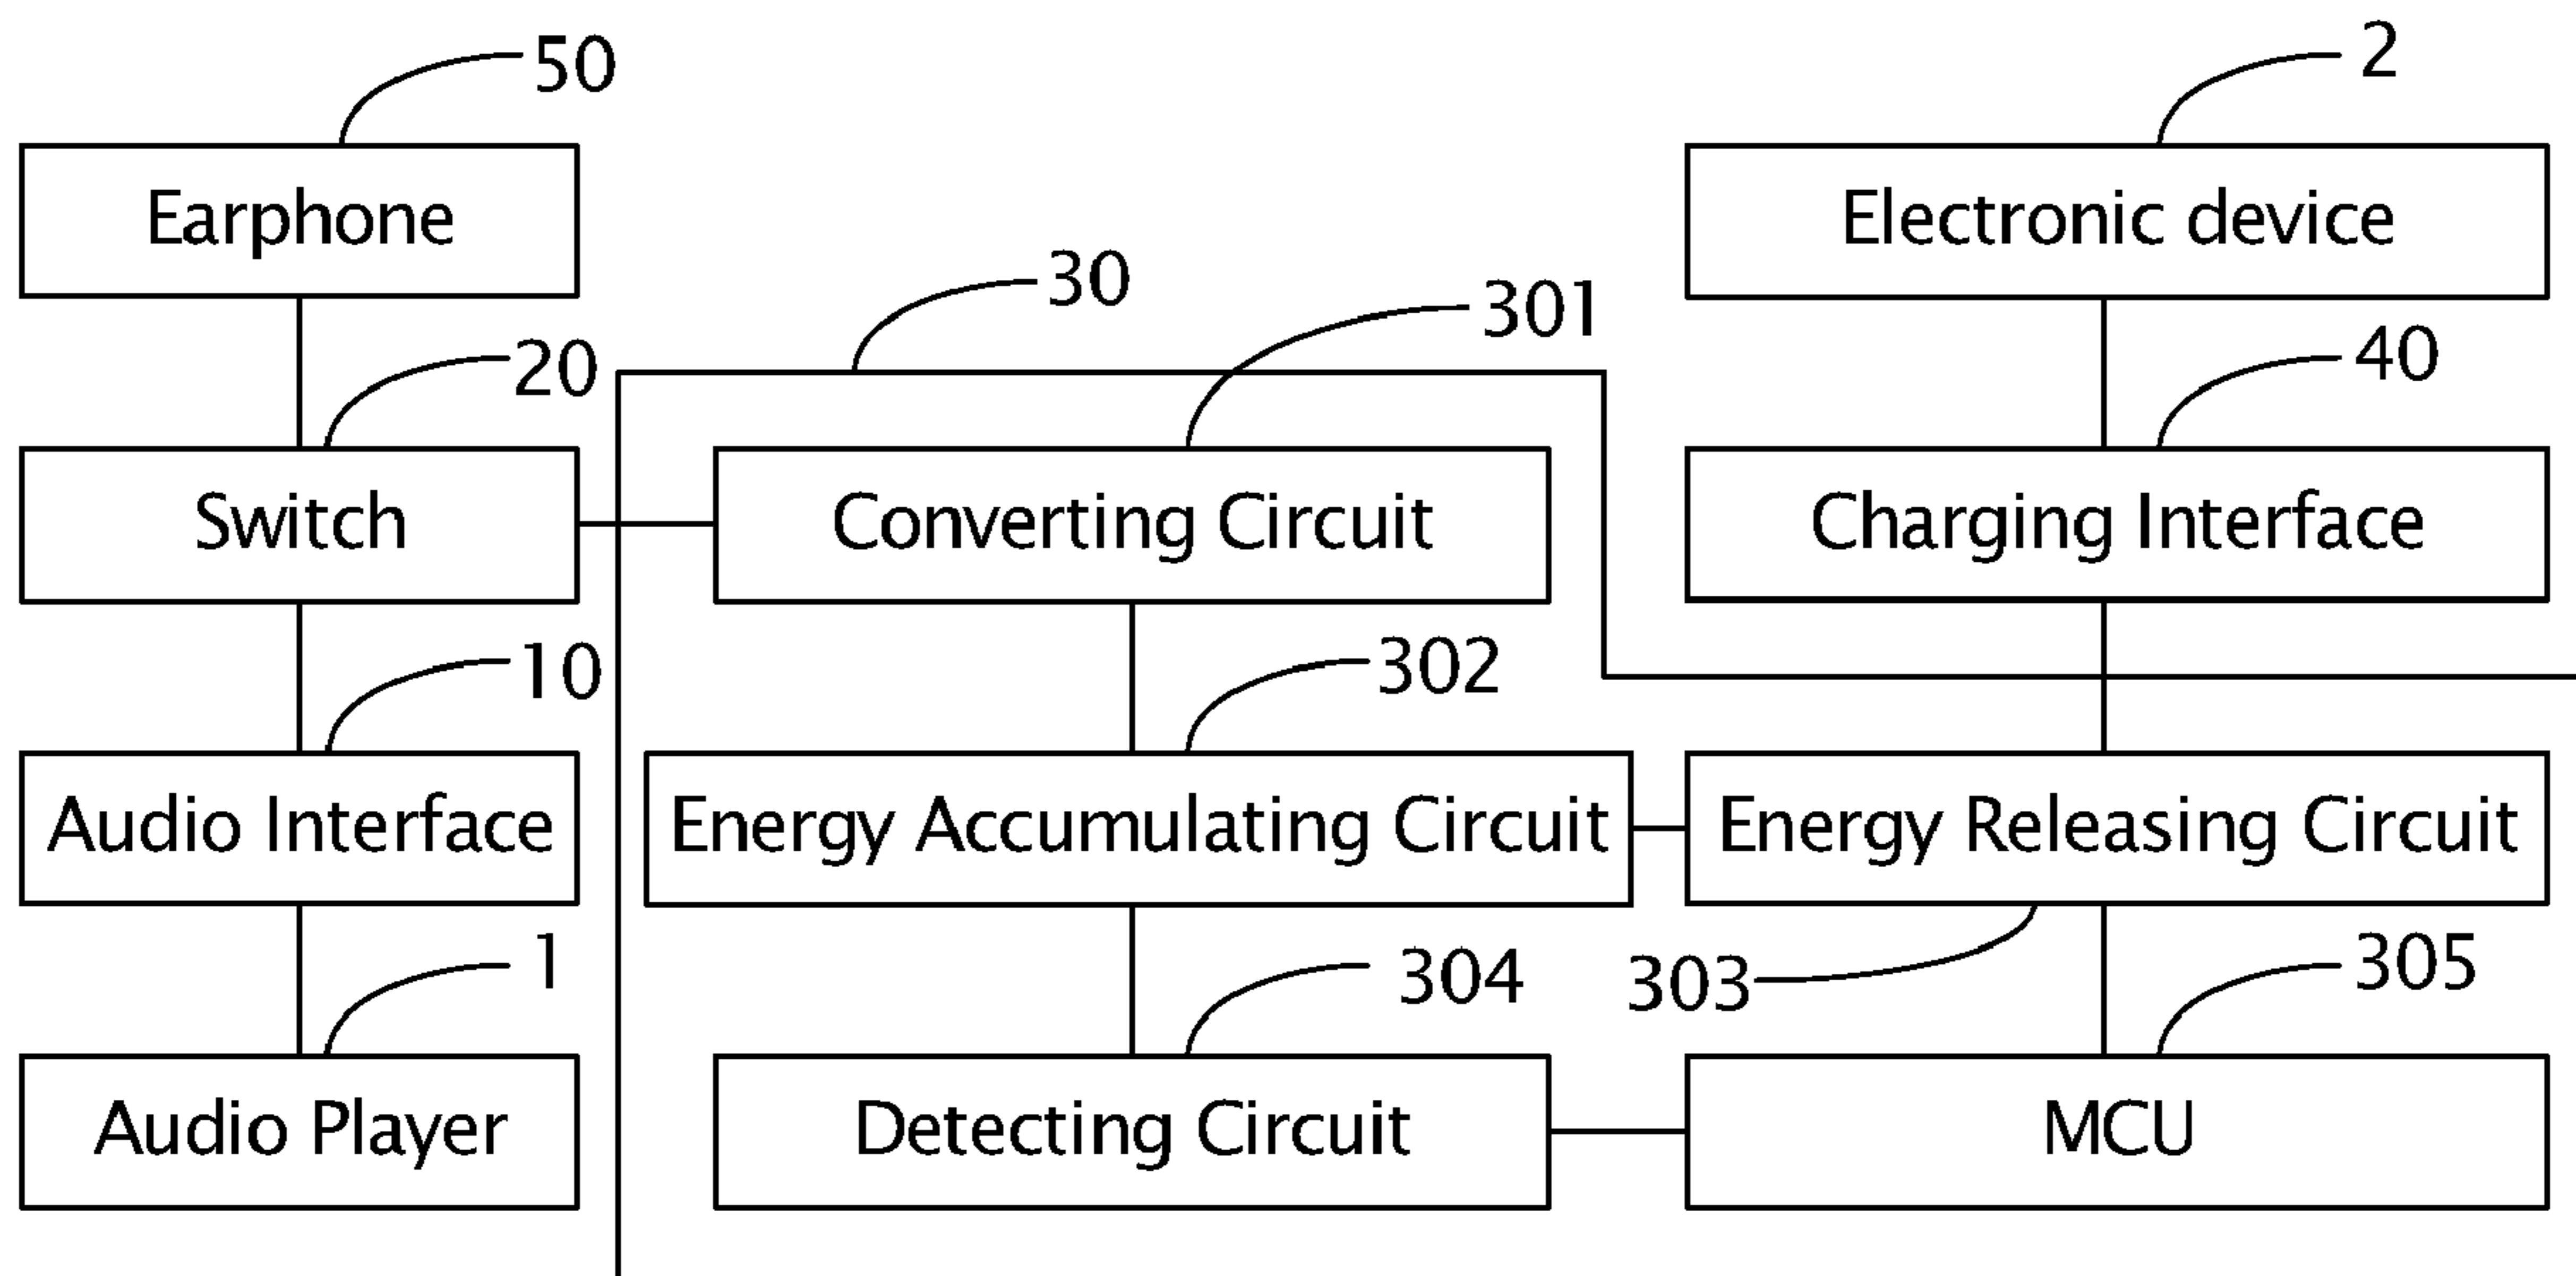 50
2
Earphone
Electronic device
30
301
20
40
Switch
Converting Circuit
Charging Interface
10
302
Audio Interface
Energy Accumulating Circuit
Energy Releasing Circuit
1
304
303
305
Audio Player
Detecting Circuit
MCU